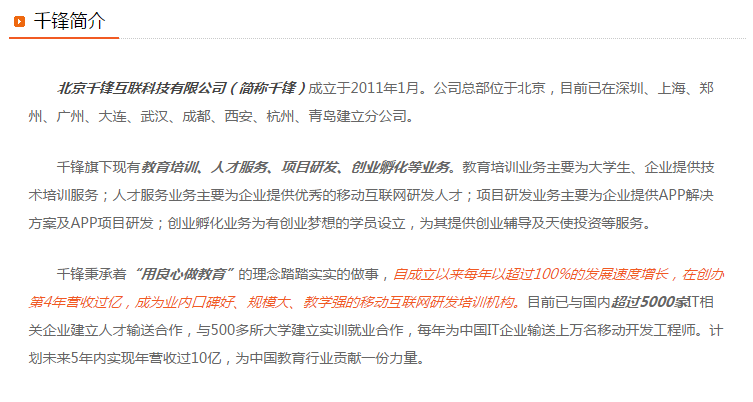 千锋简介
北京千锋互联科技有限公司（简称千锋）成立于2011年1月。公司总部位于北京，目前已在深圳、上海、郑
州、广州、大连、武汉、成都、西安、杭州、青岛建立分公司。
千锋旗下现有教育培训、人才服务、项目研发、创业孵化等业务。教育培训业务主要为大学生、企业提供技
术培训服务；人才服务业务主要为企业提供优秀的移动互联网研发人才；项目研发业务主要为企业提供APP解决
方案及APP项目研发；创业孵化业务为有创业梦想的学员设立，为其提供创业辅导及天使投资等服务。
千锋秉承着“用良心做教育”的理念踏踏实实的做事，自成立以来每年以超过100%的发展速度增长，在创办
第4年营收过亿，成为业内口碑好、规模大、教学强的移动互联网研发培训机构。目前已与国内超过5000家IT相
关企业建立人才输送合作，与500多所大学建立实训就业合作，每年为中国IT企业输送上万名移动开发工程师。计
划未来5年内实现年营收过10亿，为中国教育行业贡献一份力量。